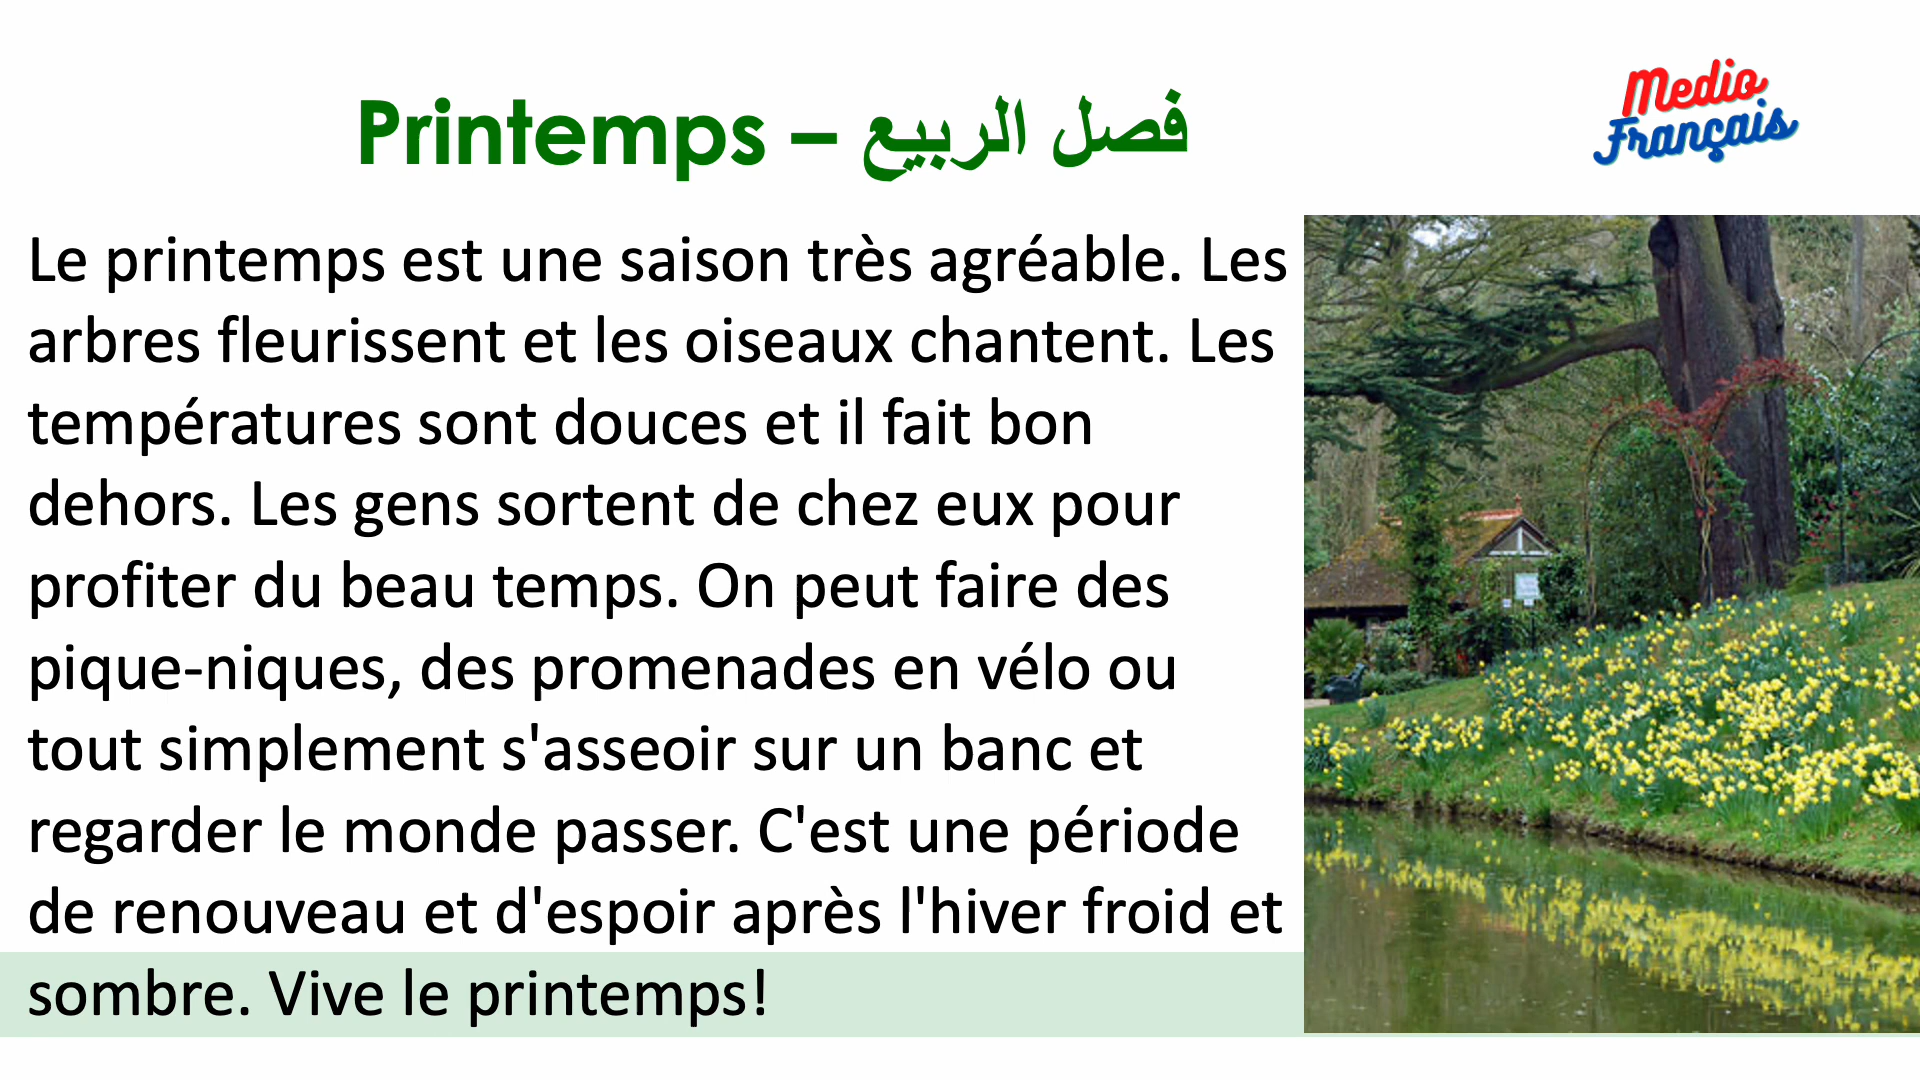 Printemps – فصل الربيع
Medio
Français
Le printemps est une saison très agréable. Les
arbres fleurissent et les oiseaux chantent. Les
températures sont douces et il fait bon
dehors. Les gens sortent de chez eux pour
profiter du beau temps. On peut faire des
pique-niques, des promenades en vélo ou
tout simplement s'asseoir sur un banc et
regarder le monde passer. C'est une période
de renouveau et d'espoir après l'hiver froid et
sombre. Vive le printemps!